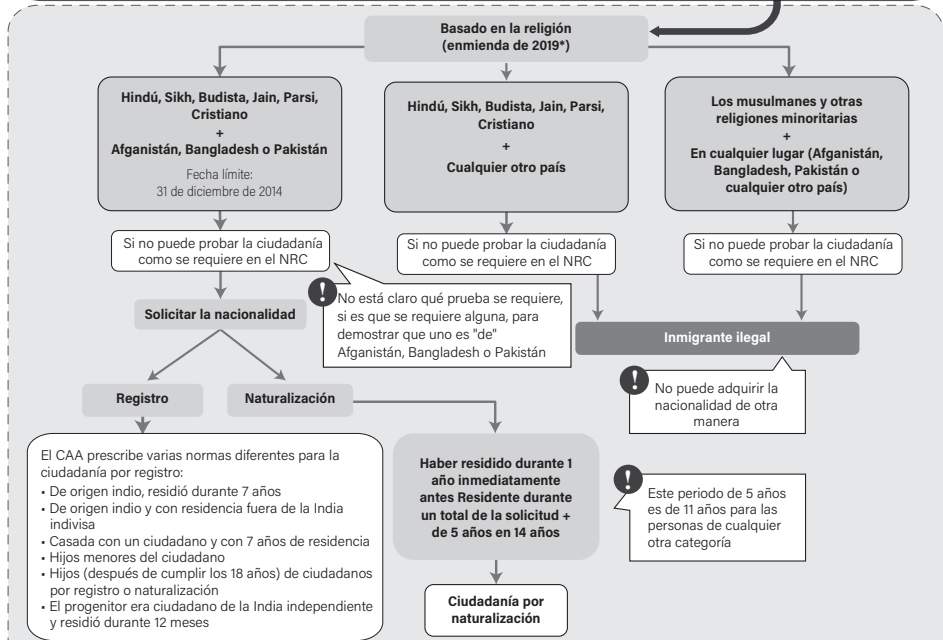 Basado en la religión
(enmienda de 2019*)
Hindú, Sikh, Budista, Jain, Parsi,
Cristiano
+
Afganistán, Bangladesh o Pakistán
Fecha límite:
31 de diciembre de 2014
Hindú, Sikh, Budista, Jain, Parsi,
Cristiano
+
Cualquier otro país
Los musulmanes y otras
religiones minoritarias
+
En cualquier lugar (Afganistán,
Bangladesh, Pakistán o
cualquier otro país)
Si no puede probar la ciudadanía
como se requiere en el NRC
Si no puede probar la ciudadanía
como se requiere en el NRC
Si no puede probar la ciudadanía
como se requiere en el NRC
Solicitar la nacionalidad
!
No está claro qué prueba se requiere,
si es que se requiere alguna, para
demostrar que uno es "de"
Afganistán, Bangladesh o Pakistán
Inmigrante ilegal
!
No puede adquirir la
nacionalidad de otra
manera
Registro
Naturalización
El CAA prescribe varias normas diferentes para la
ciudadanía por registro:
• De origen indio, residió durante 7 años
• De origen indio y con residencia fuera de la India
indivisa
• Casada con un ciudadano y con 7 años de residencia
• Hijos menores del ciudadano
• Hijos (después de cumplir los 18 años) de ciudadanos
por registro o naturalización
• El progenitor era ciudadano de la India independiente
y residió durante 12 meses
Haber residido durante 1
año inmediatamente
antes Residente durante
un total de la solicitud +
de 5 años en 14 años
!
Este periodo de 5 años
es de 11 años para las
personas de cualquier
otra categoría
Ciudadanía por
naturalización